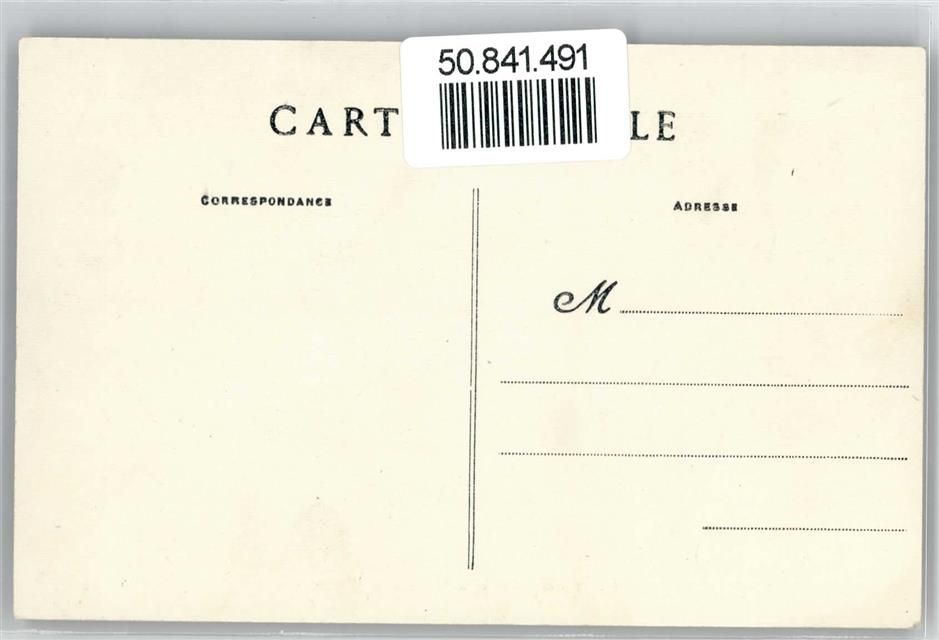 50.841.491
CART LE
CORRESPONDANCE
ADRESSE
M